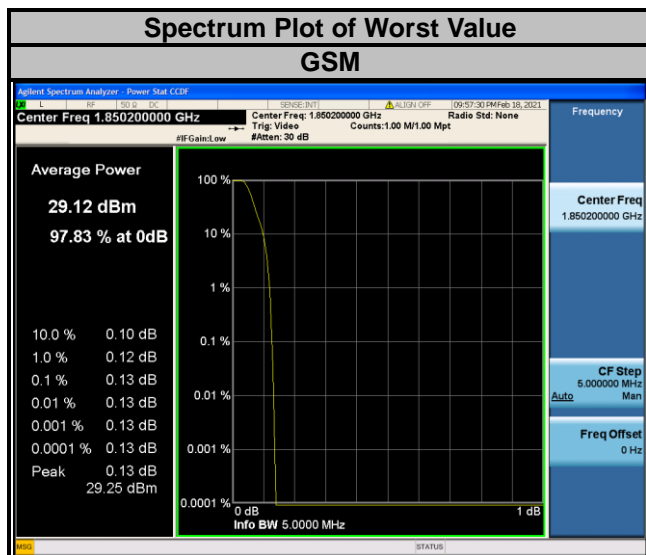 Spectrum Plot of Worst Value
GSM
Agilent Spectrum Analyzer - Power Stat CCDF
L RF 50 Ω DC SENSE:INT ALIGN OFF 09:57:30 PM Feb 18, 2021
Center Freq 1.850200000 GHz
Center Freq: 1.850200000 GHz Radio Std: None
Trig: Video Counts:1.00 M/1.00 Mpt
#IFGain:Low #Atten: 30 dB
Frequency
Average Power
29.12 dBm
97.83 % at 0dB
10.0 % 0.10 dB
1.0 % 0.12 dB
0.1 % 0.13 dB
0.01 % 0.13 dB
0.001 % 0.13 dB
0.0001 % 0.13 dB
Peak 0.13 dB
29.25 dBm
100 %
10 %
1 %
0.1 %
0.01 %
0.001 %
0.0001 %
0 dB 1 dB
Info BW 5.0000 MHz
Center Freq
1.850200000 GHz
CF Step
5.000000 MHz
Auto Man
Freq Offset
0 Hz
MSG STATUS